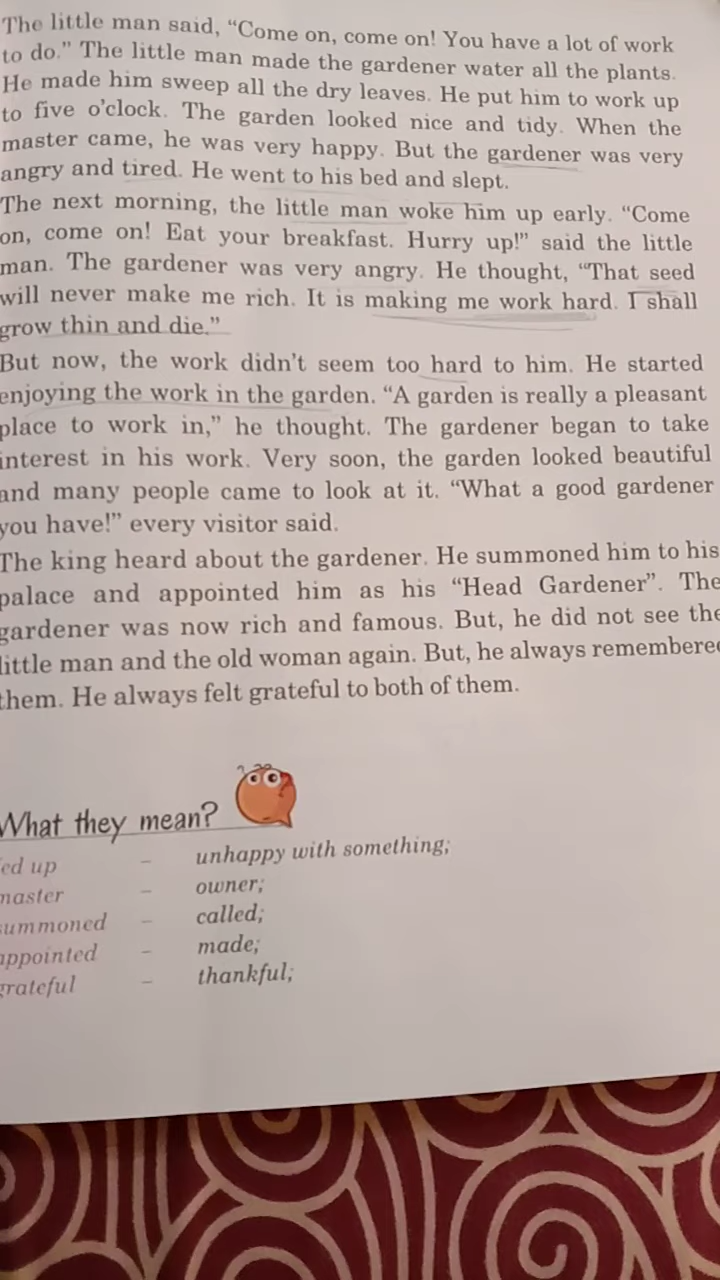 The little man said, “Come on, come on! You have a lot of work
to do.” The little man made the gardener water all the plants.
He made him sweep all the dry leaves. He put him to work up
to five o’clock. The garden looked nice and tidy. When the
master came, he was very happy. But the gardener was very
angry and tired. He went to his bed and slept.
The next morning, the little man woke him up early. “Come
on, come on! Eat your breakfast. Hurry up!” said the little
man. The gardener was very angry. He thought, “That seed
will never make me rich. It is making me work hard. I shall
grow thin and die.”
But now, the work didn’t seem too hard to him. He started
enjoying the work in the garden. “A garden is really a pleasant
place to work in,” he thought. The gardener began to take
interest in his work. Very soon, the garden looked beautiful
and many people came to look at it. “What a good gardener
you have!” every visitor said.
The king heard about the gardener. He summoned him to his
palace and appointed him as his “Head Gardener”. The
gardener was now rich and famous. But, he did not see the
little man and the old woman again. But, he always remembered
them. He always felt grateful to both of them.
What they mean?
ed up – unhappy with something;
master – owner;
summoned – called;
appointed – made;
grateful – thankful;